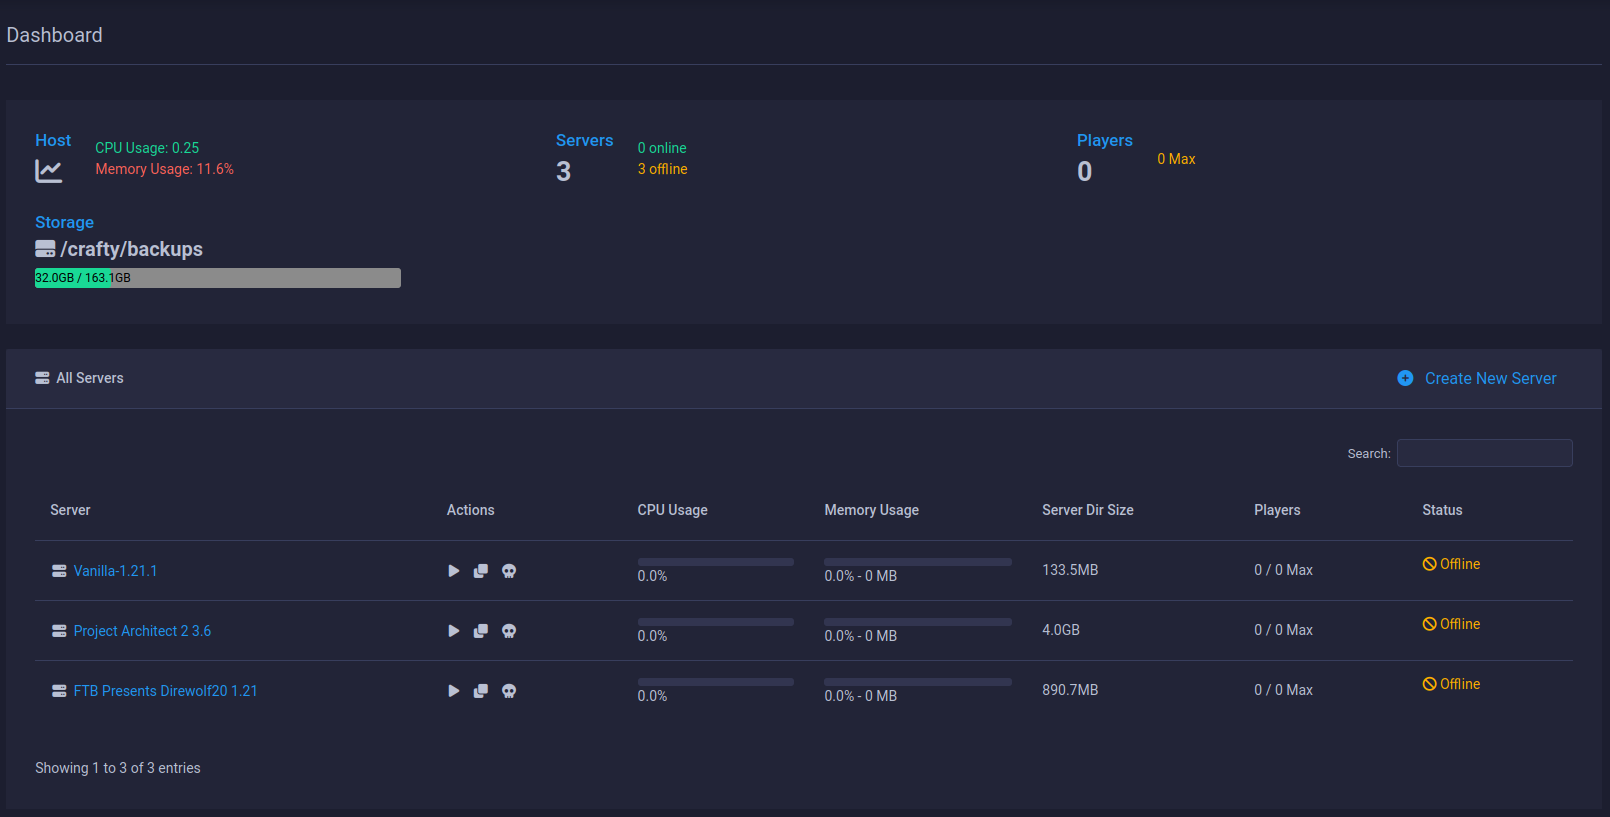 Dashboard
Host
CPU Usage: 0.25
Memory Usage: 11.6%
Servers
3
0 online
3 offline
Players
0
0 Max
Storage
/crafty/backups
32.0GB / 163.1GB
All Servers
Create New Server
Search:
Server Actions CPU Usage Memory Usage Server Dir Size Players Status
Vanilla-1.21.1 0.0% 0.0% - 0 MB 133.5MB 0 / 0 Max Offline
Project Architect 2 3.6 0.0% 0.0% - 0 MB 4.0GB 0 / 0 Max Offline
FTB Presents Direwolf20 1.21 0.0% 0.0% - 0 MB 890.7MB 0 / 0 Max Offline
Showing 1 to 3 of 3 entries